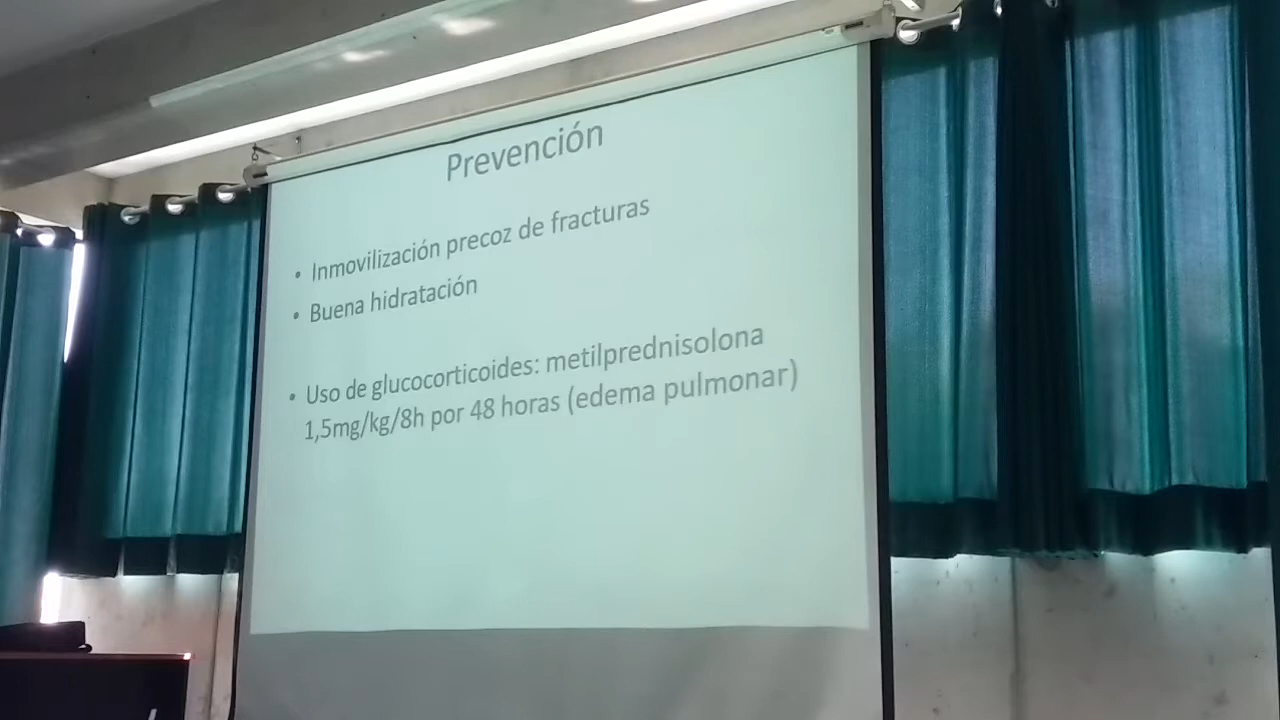 Prevención
• Inmovilización precoz de fracturas
• Buena hidratación
• Uso de glucocorticoides: metilprednisolona
1,5mg/kg/8h por 48 horas (edema pulmonar)